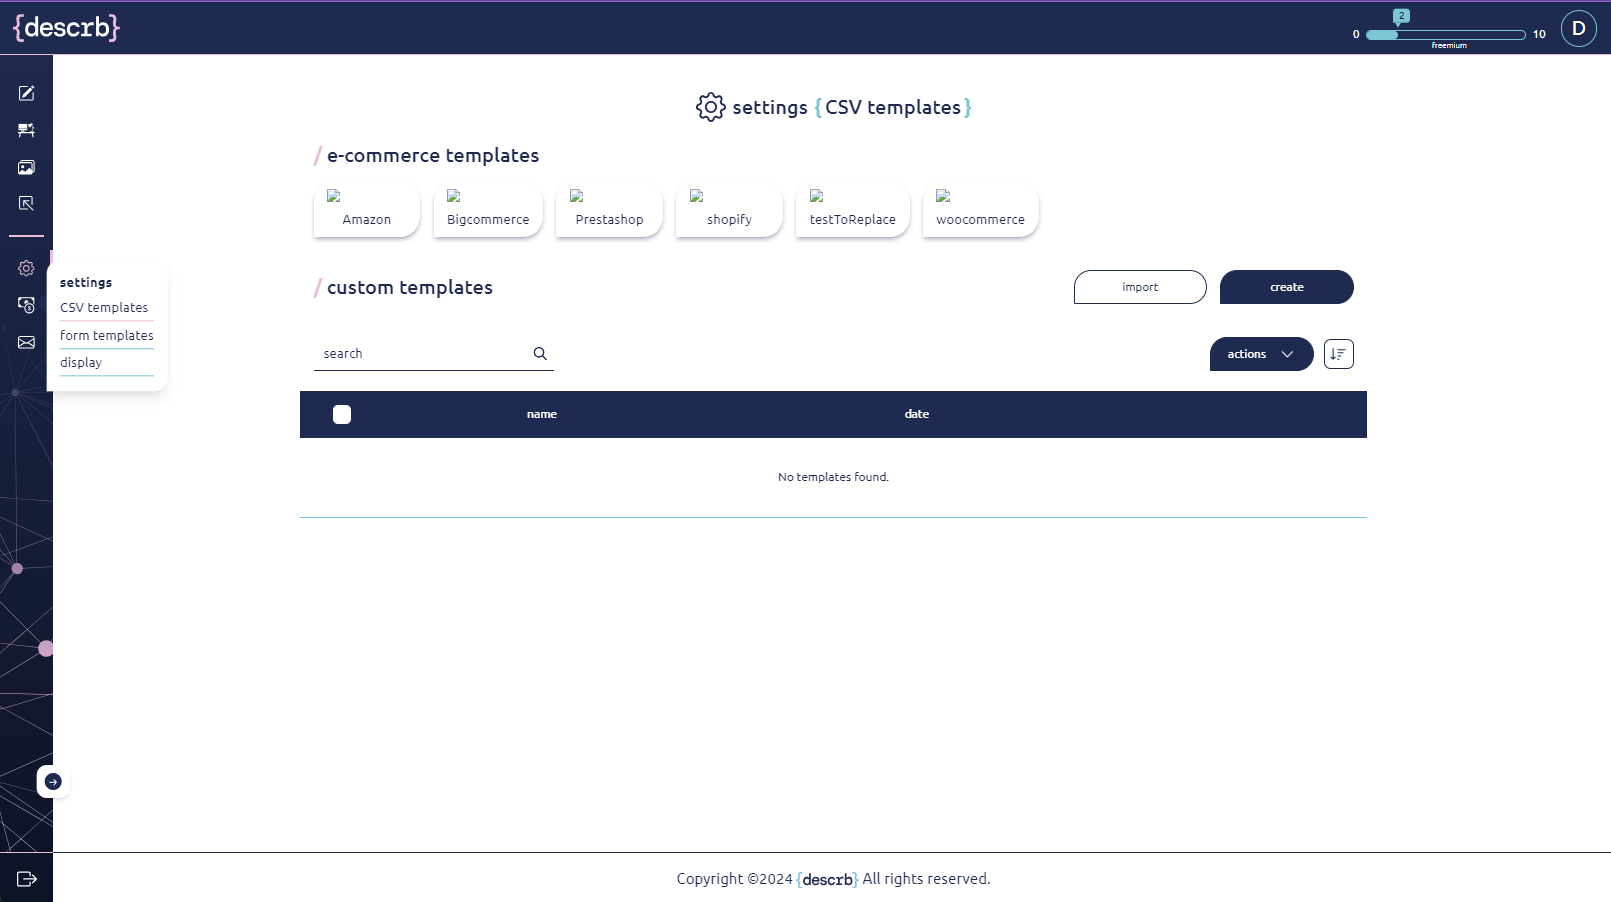 {descrb}
2
0
10
freemium
D
settings {CSV templates}
/ e-commerce templates
Amazon
Bigcommerce
Prestashop
shopify
testToReplace
woocommerce
settings
CSV templates
form templates
display
/ custom templates
import
create
search
actions
name
date
No templates found.
Copyright ©2024 {descrb} All rights reserved.